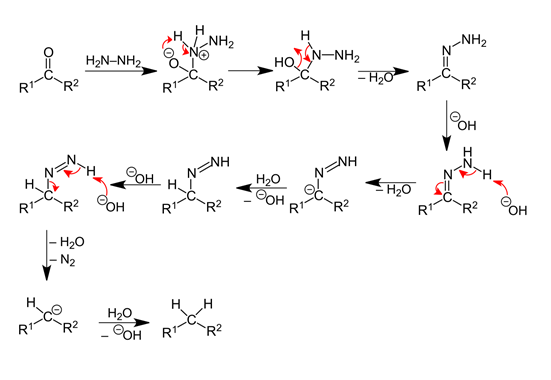 O
C
R¹ R²
H₂N–NH₂
H H
N NH₂
⊖ ⊕
O C
R¹ R²
H
N–NH₂
HO C
R¹ R²
– H₂O
NH₂
N
C
R¹ R²
⊖OH
H
N
N H
C
R¹ R²
⊖OH
– H₂O
NH
N
⊖ C
R¹ R²
H₂O
– ⊖OH
NH
N
H C
R¹ R²
⊖OH
N
N H
H C
R¹ R²
⊖OH
– H₂O
– N₂
H
C ⊖
R¹ R²
H₂O
– ⊖OH
H H
C
R¹ R²